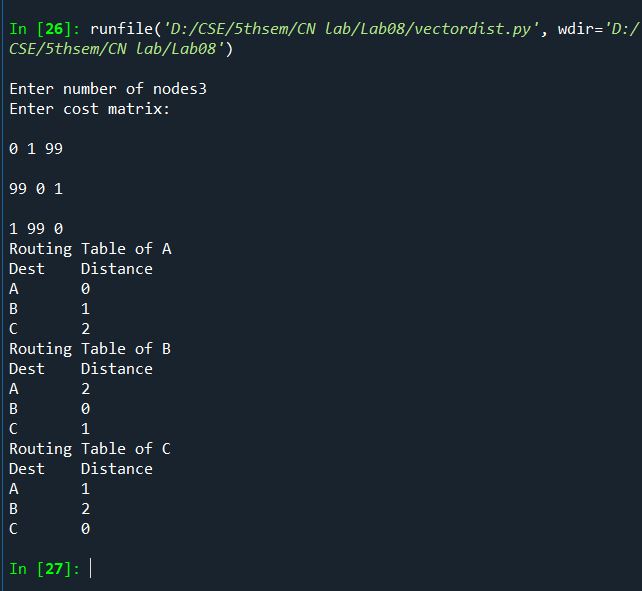 In [26]: runfile('D:/CSE/5thsem/CN lab/Lab08/vectordist.py', wdir='D:/
CSE/5thsem/CN lab/Lab08')
Enter number of nodes3
Enter cost matrix:
0 1 99
99 0 1
1 99 0
Routing Table of A
Dest    Distance
A       0
B       1
C       2
Routing Table of B
Dest    Distance
A       2
B       0
C       1
Routing Table of C
Dest    Distance
A       1
B       2
C       0
In [27]: